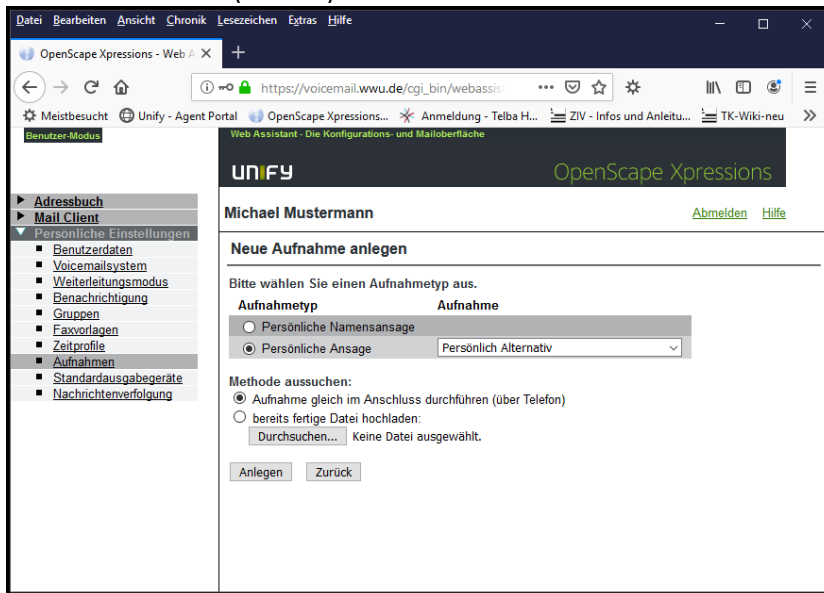 Datei Bearbeiten Ansicht Chronik Lesezeichen Extras Hilfe
OpenScape Xpressions - Web A
https://voicemail.wwu.de/cgi_bin/webassis
Meistbesucht Unify - Agent Portal OpenScape Xpressions... Anmeldung - Telba H... ZIV - Infos und Anleitu... TK-Wiki-neu
Benutzer-Modus
Web Assistant - Die Konfigurations- und Mailoberfläche
UNIFY OpenScape Xpressions
Adressbuch
Mail Client
Persönliche Einstellungen
Benutzerdaten
Voicemailsystem
Weiterleitungsmodus
Benachrichtigung
Gruppen
Faxvorlagen
Zeitprofile
Aufnahmen
Standardausgabegeräte
Nachrichtenverfolgung
Michael Mustermann Abmelden Hilfe
Neue Aufnahme anlegen
Bitte wählen Sie einen Aufnahmetyp aus.
Aufnahmetyp Aufnahme
Persönliche Namensansage
Persönliche Ansage Persönlich Alternativ
Methode aussuchen:
Aufnahme gleich im Anschluss durchführen (über Telefon)
bereits fertige Datei hochladen:
Durchsuchen... Keine Datei ausgewählt.
Anlegen Zurück